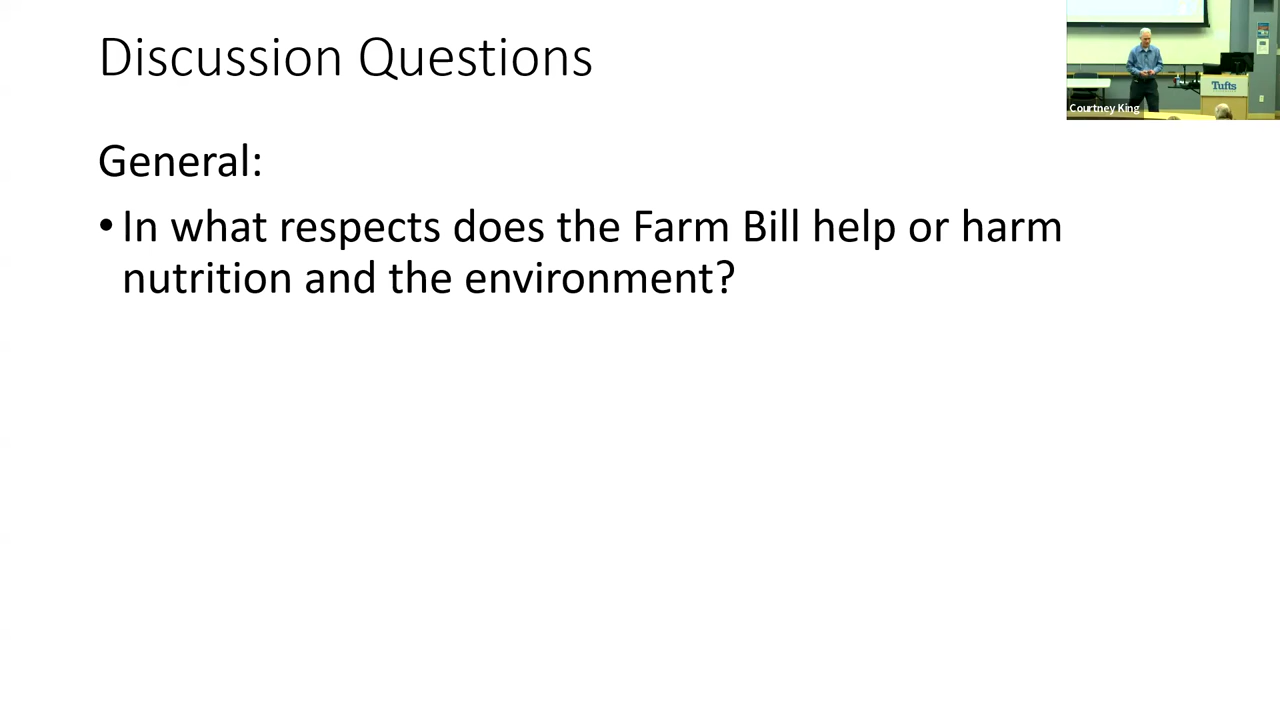 Discussion Questions
General:
• In what respects does the Farm Bill help or harm
nutrition and the environment?
Courtney King
Tufts